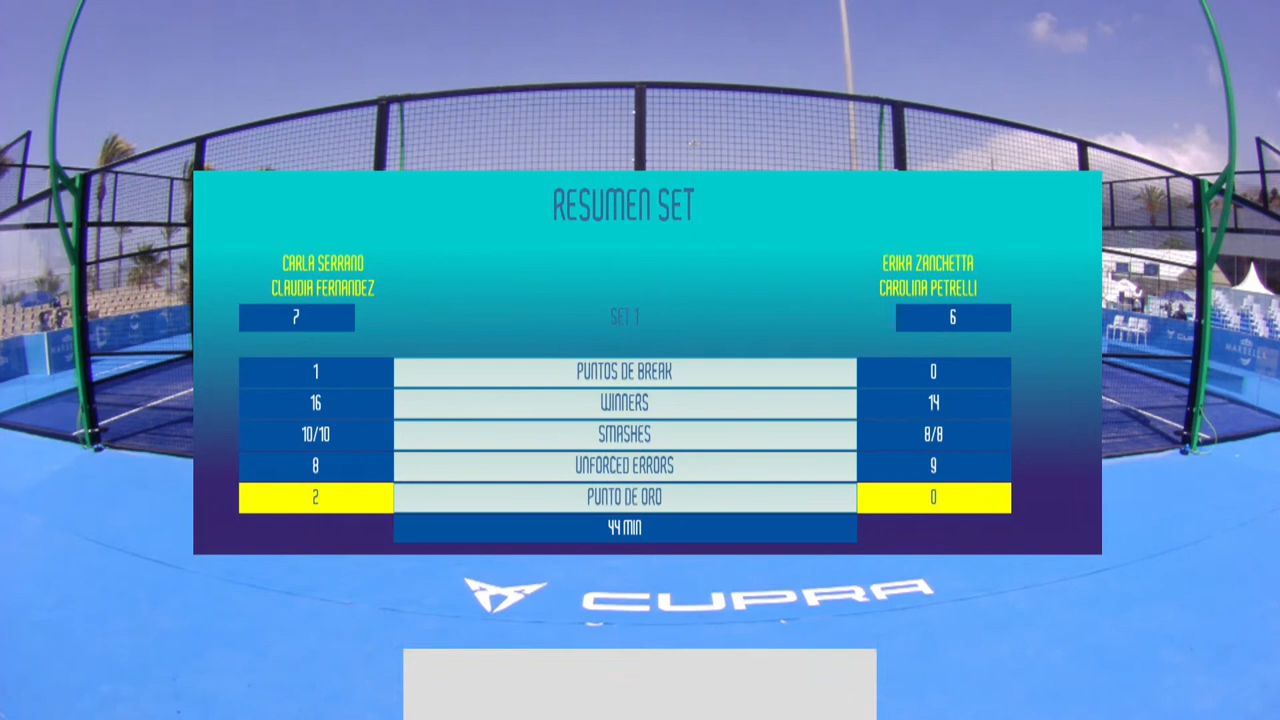 RESUMEN SET
CARLA SERRANO
CLAUDIA FERNANDEZ
ERIKA ZANCHETTA
CAROLINA PETRELLI
7 SET 1 6
1 PUNTOS DE BREAK 0
16 WINNERS 14
10/10 SMASHES 8/8
8 UNFORCED ERRORS 9
2 PUNTO DE ORO 0
44 MIN
MARBELLA
CUPRA